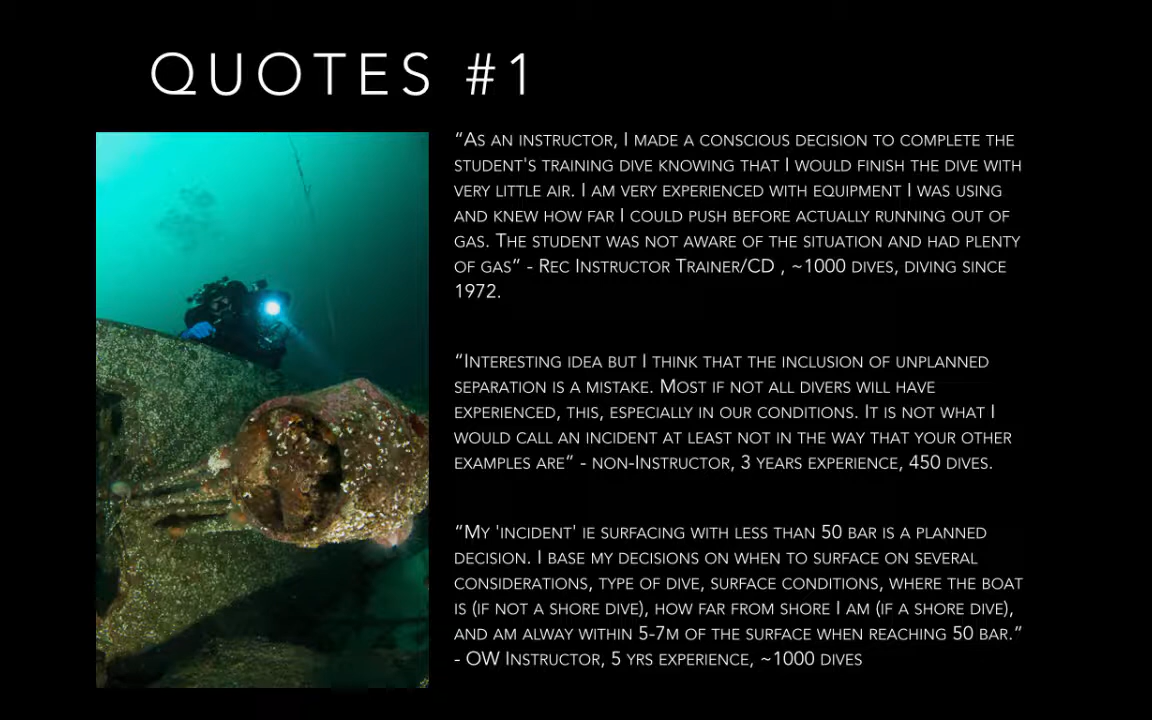 QUOTES #1
“As an instructor, I made a conscious decision to complete the
student's training dive knowing that I would finish the dive with
very little air. I am very experienced with equipment I was using
and knew how far I could push before actually running out of
gas. The student was not aware of the situation and had plenty
of gas” - Rec Instructor Trainer/CD , ~1000 dives, diving since
1972.
“Interesting idea but I think that the inclusion of unplanned
separation is a mistake. Most if not all divers will have
experienced, this, especially in our conditions. It is not what I
would call an incident at least not in the way that your other
examples are” - non-Instructor, 3 years experience, 450 dives.
“My 'incident' ie surfacing with less than 50 bar is a planned
decision. I base my decisions on when to surface on several
considerations, type of dive, surface conditions, where the boat
is (if not a shore dive), how far from shore I am (if a shore dive),
and am alway within 5-7m of the surface when reaching 50 bar.”
- OW Instructor, 5 yrs experience, ~1000 dives